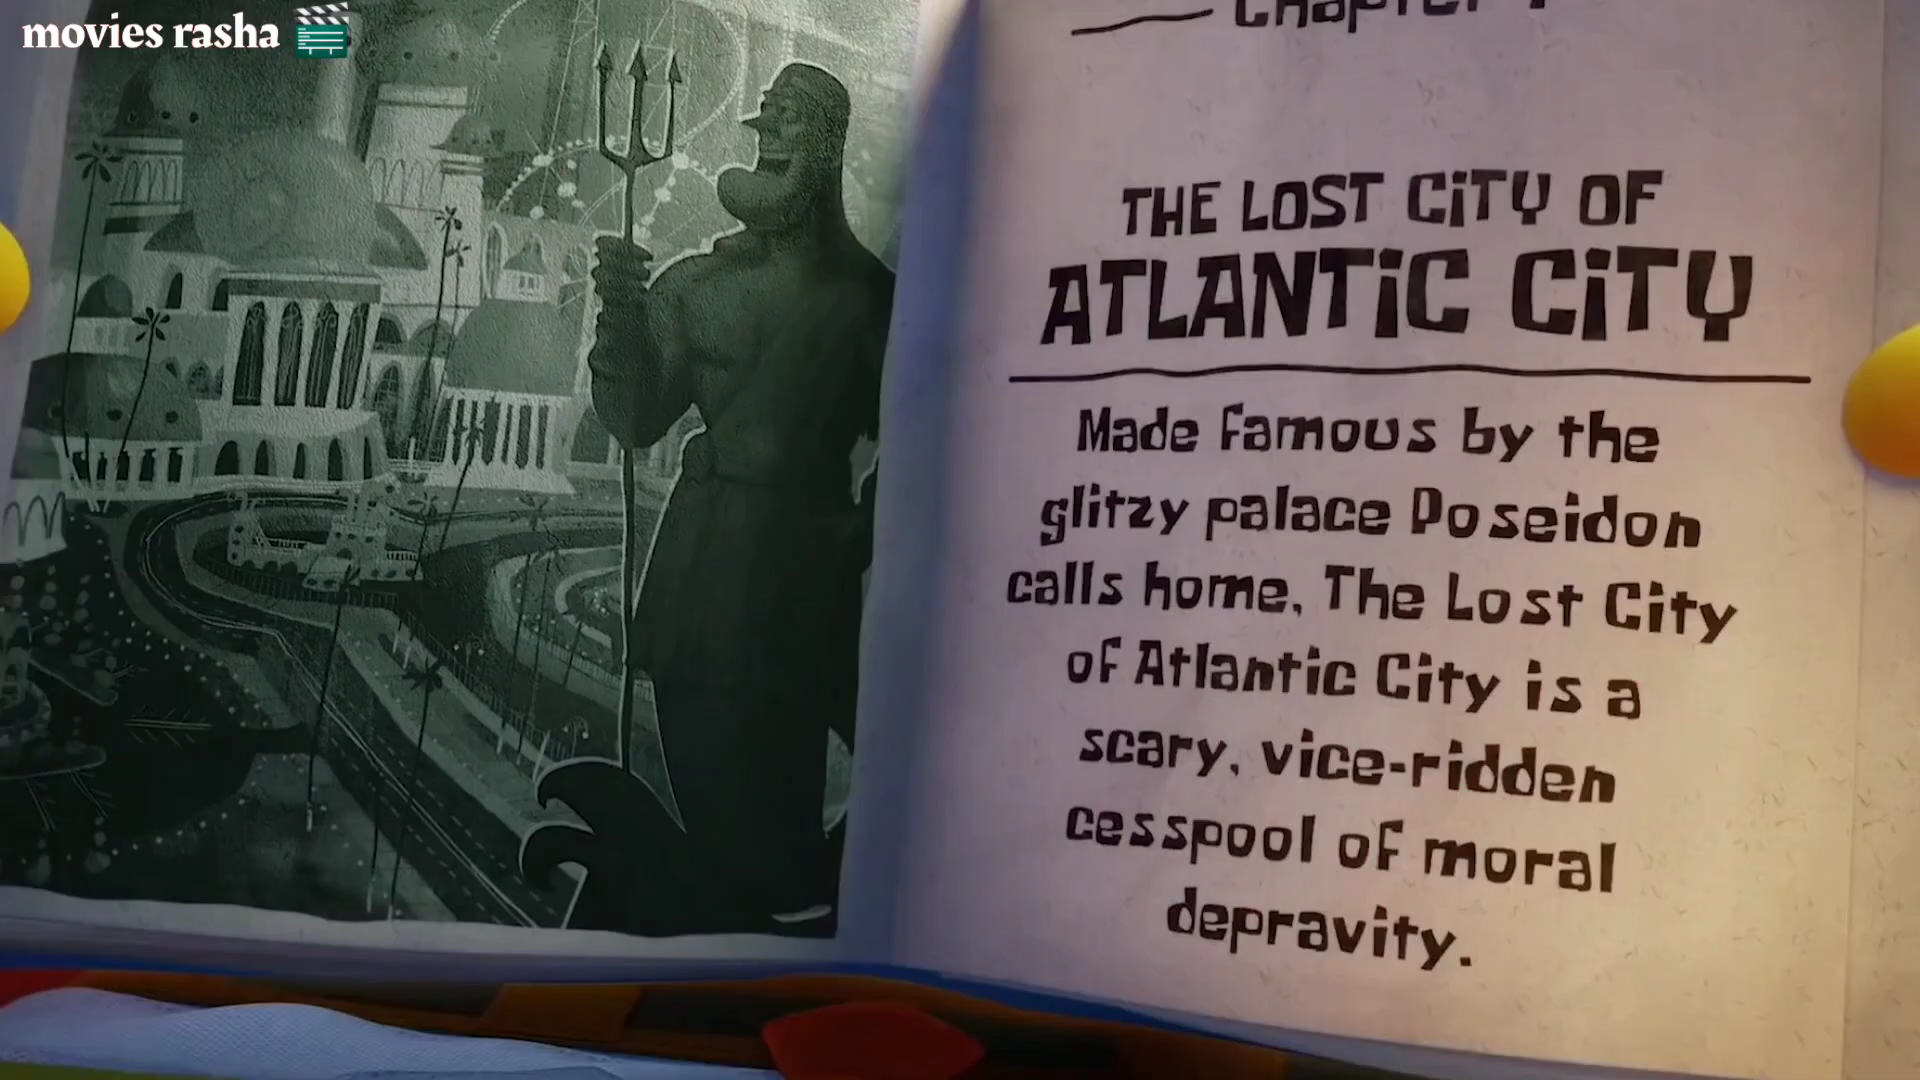 movies rasha
Chapter
THE LOST CITY OF
ATLANTIC CITY
Made famous by the
glitzy palace Poseidon
calls home, The Lost City
of Atlantic City is a
scary, vice-ridden
cesspool of moral
depravity.